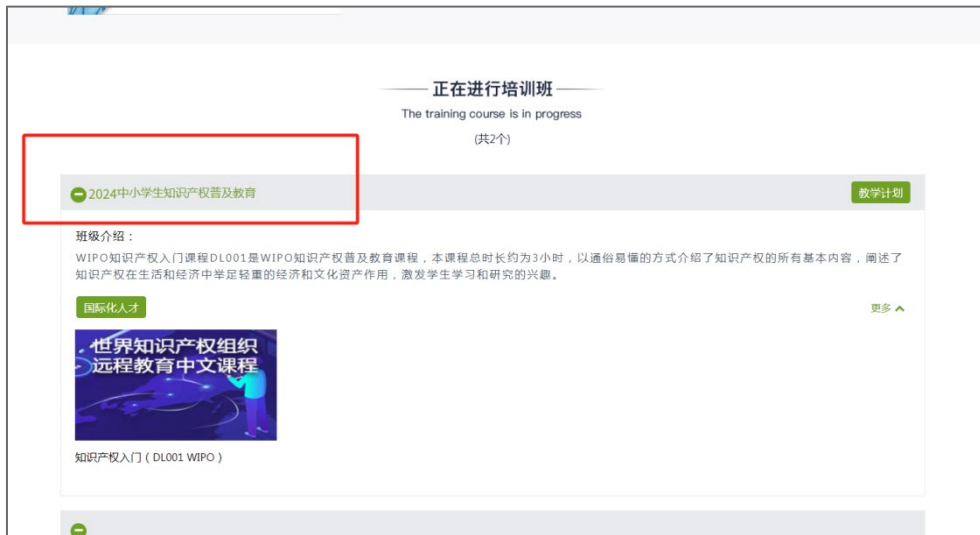 正在进行培训班
The training course is in progress
(共2个)
2024中小学生知识产权普及教育
教学计划
班级介绍：
WIPO知识产权入门课程DL001是WIPO知识产权普及教育课程，本课程总时长约为3小时，以通俗易懂的方式介绍了知识产权的所有基本内容，阐述了
知识产权在生活和经济中举足轻重的经济和文化资产作用，激发学生学习和研究的兴趣。
国际化人才
更多
世界知识产权组织
远程教育中文课程
知识产权入门（DL001 WIPO）